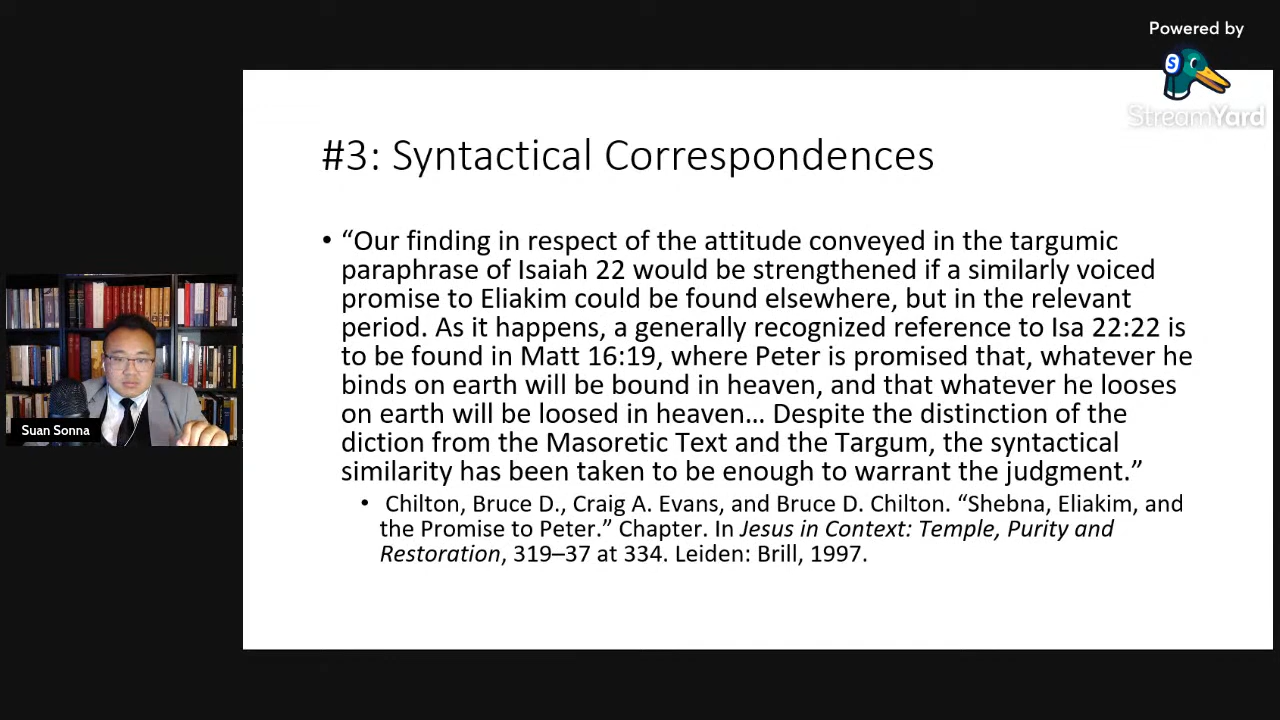 Powered by
S
StreamYard
#3: Syntactical Correspondences
• “Our finding in respect of the attitude conveyed in the targumic
paraphrase of Isaiah 22 would be strengthened if a similarly voiced
promise to Eliakim could be found elsewhere, but in the relevant
period. As it happens, a generally recognized reference to Isa 22:22 is
to be found in Matt 16:19, where Peter is promised that, whatever he
binds on earth will be bound in heaven, and that whatever he looses
on earth will be loosed in heaven… Despite the distinction of the
diction from the Masoretic Text and the Targum, the syntactical
similarity has been taken to be enough to warrant the judgment.”
• Chilton, Bruce D., Craig A. Evans, and Bruce D. Chilton. “Shebna, Eliakim, and
the Promise to Peter.” Chapter. In Jesus in Context: Temple, Purity and
Restoration, 319–37 at 334. Leiden: Brill, 1997.
Suan Sonna